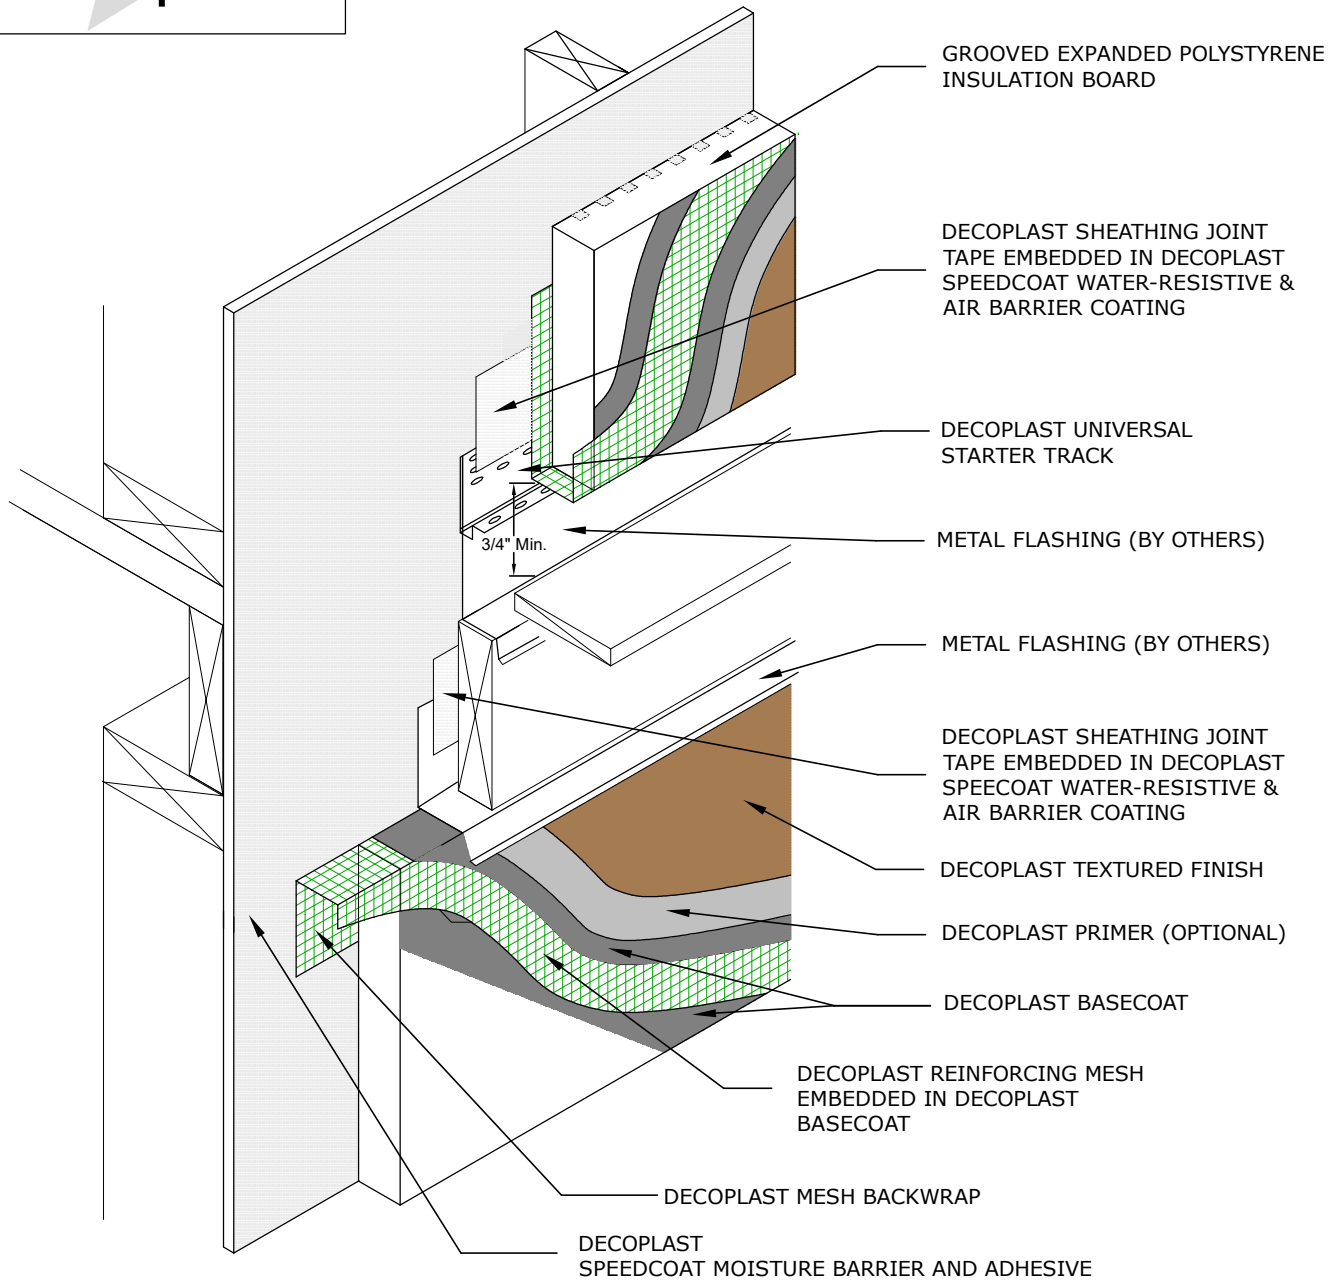 GROOVED EXPANDED POLYSTYRENE
INSULATION BOARD
DECOPLAST SHEATHING JOINT
TAPE EMBEDDED IN DECOPLAST
SPEEDCOAT WATER-RESISTIVE &
AIR BARRIER COATING
DECOPLAST UNIVERSAL
STARTER TRACK
METAL FLASHING (BY OTHERS)
3/4" Min.
METAL FLASHING (BY OTHERS)
DECOPLAST SHEATHING JOINT
TAPE EMBEDDED IN DECOPLAST
SPEECOAT WATER-RESISTIVE &
AIR BARRIER COATING
DECOPLAST TEXTURED FINISH
DECOPLAST PRIMER (OPTIONAL)
DECOPLAST BASECOAT
DECOPLAST REINFORCING MESH
EMBEDDED IN DECOPLAST
BASECOAT
DECOPLAST MESH BACKWRAP
DECOPLAST
SPEEDCOAT MOISTURE BARRIER AND ADHESIVE